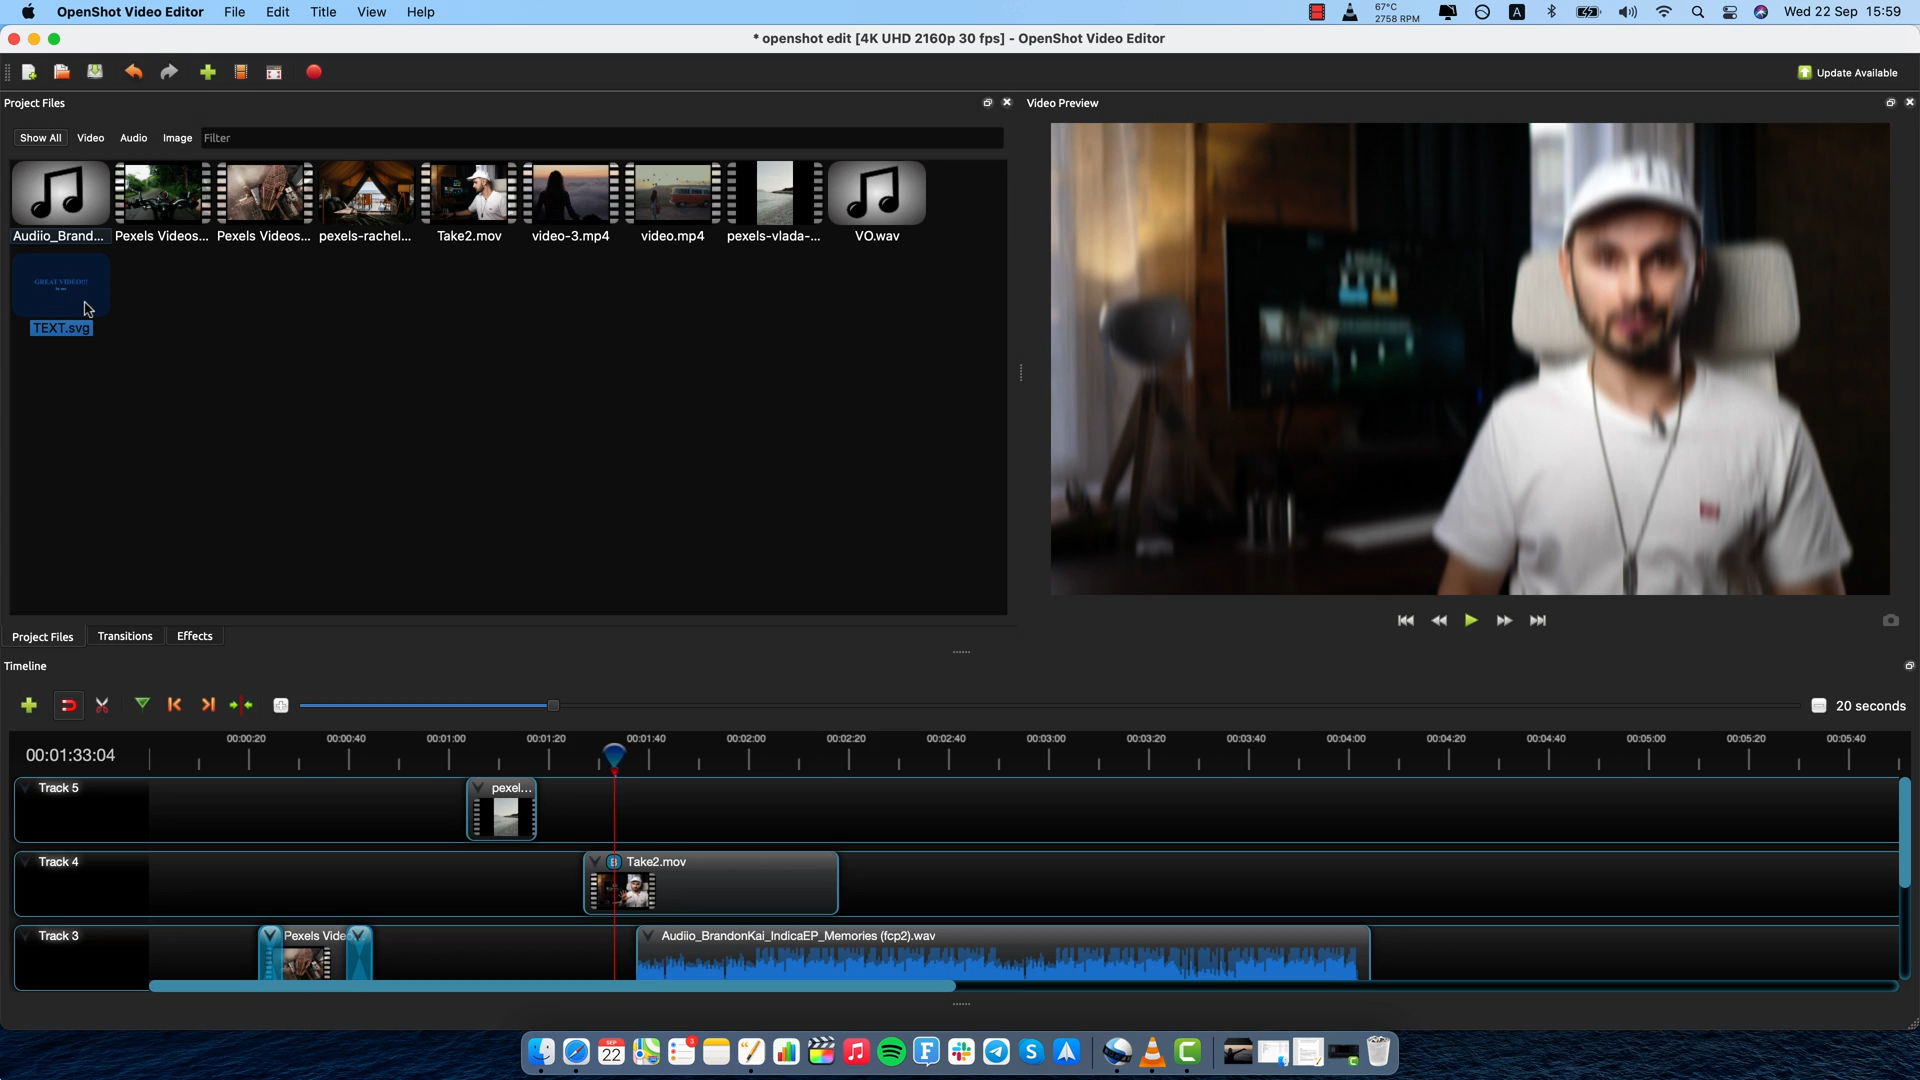 OpenShot Video Editor File Edit Title View Help 67°C 2758 RPM A Wed 22 Sep 15:59
* openshot edit [4K UHD 2160p 30 fps] - OpenShot Video Editor
Update Available
Project Files
Video Preview
Show All Video Audio Image Filter
Audiio_Brand... Pexels Videos... Pexels Videos... pexels-rachel... Take2.mov video-3.mp4 video.mp4 pexels-vlada-... VO.wav
GREAT VIDEO!!!
TEXT.svg
Project Files Transitions Effects
Timeline
20 seconds
00:01:33:04
00:00:20 00:00:40 00:01:00 00:01:20 00:01:40 00:02:00 00:02:20 00:02:40 00:03:00 00:03:20 00:03:40 00:04:00 00:04:20 00:04:40 00:05:00 00:05:20 00:05:40
Track 5 pexel...
Track 4 B Take2.mov
Track 3 Pexels Vide Audiio_BrandonKai_IndicaEP_Memories (fcp2).wav
SEP
22
3